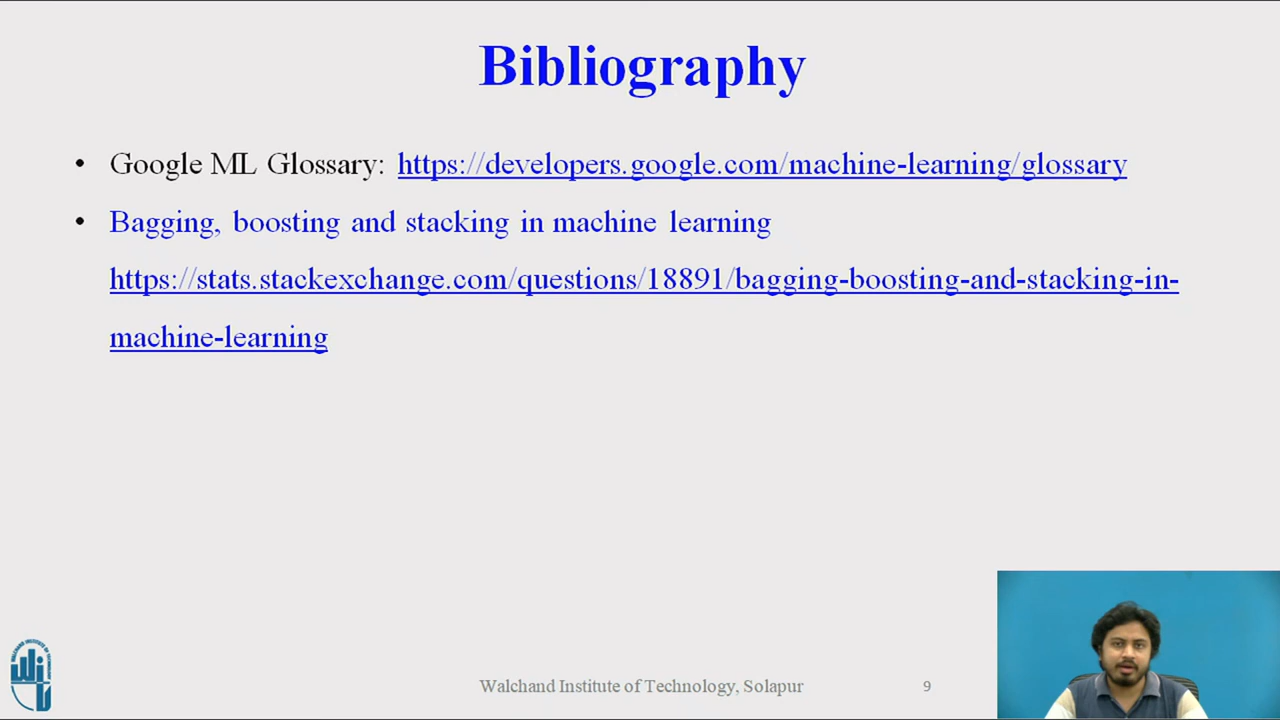 Bibliography
• Google ML Glossary: https://developers.google.com/machine-learning/glossary
• Bagging, boosting and stacking in machine learning
https://stats.stackexchange.com/questions/18891/bagging-boosting-and-stacking-in-
machine-learning
Walchand Institute of Technology, Solapur
9